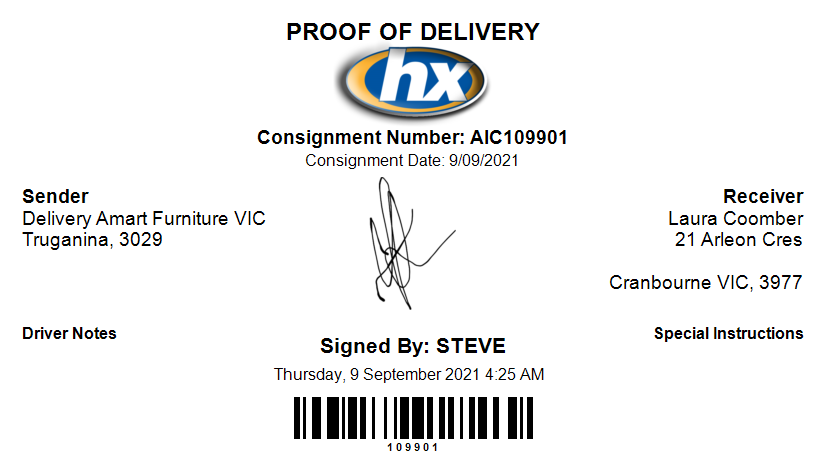 PROOF OF DELIVERY
hx
Consignment Number: AIC109901
Consignment Date: 9/09/2021
Sender
Delivery Amart Furniture VIC
Truganina, 3029
Receiver
Laura Coomber
21 Arleon Cres
Cranbourne VIC, 3977
Driver Notes
Special Instructions
Signed By: STEVE
Thursday, 9 September 2021 4:25 AM
109901